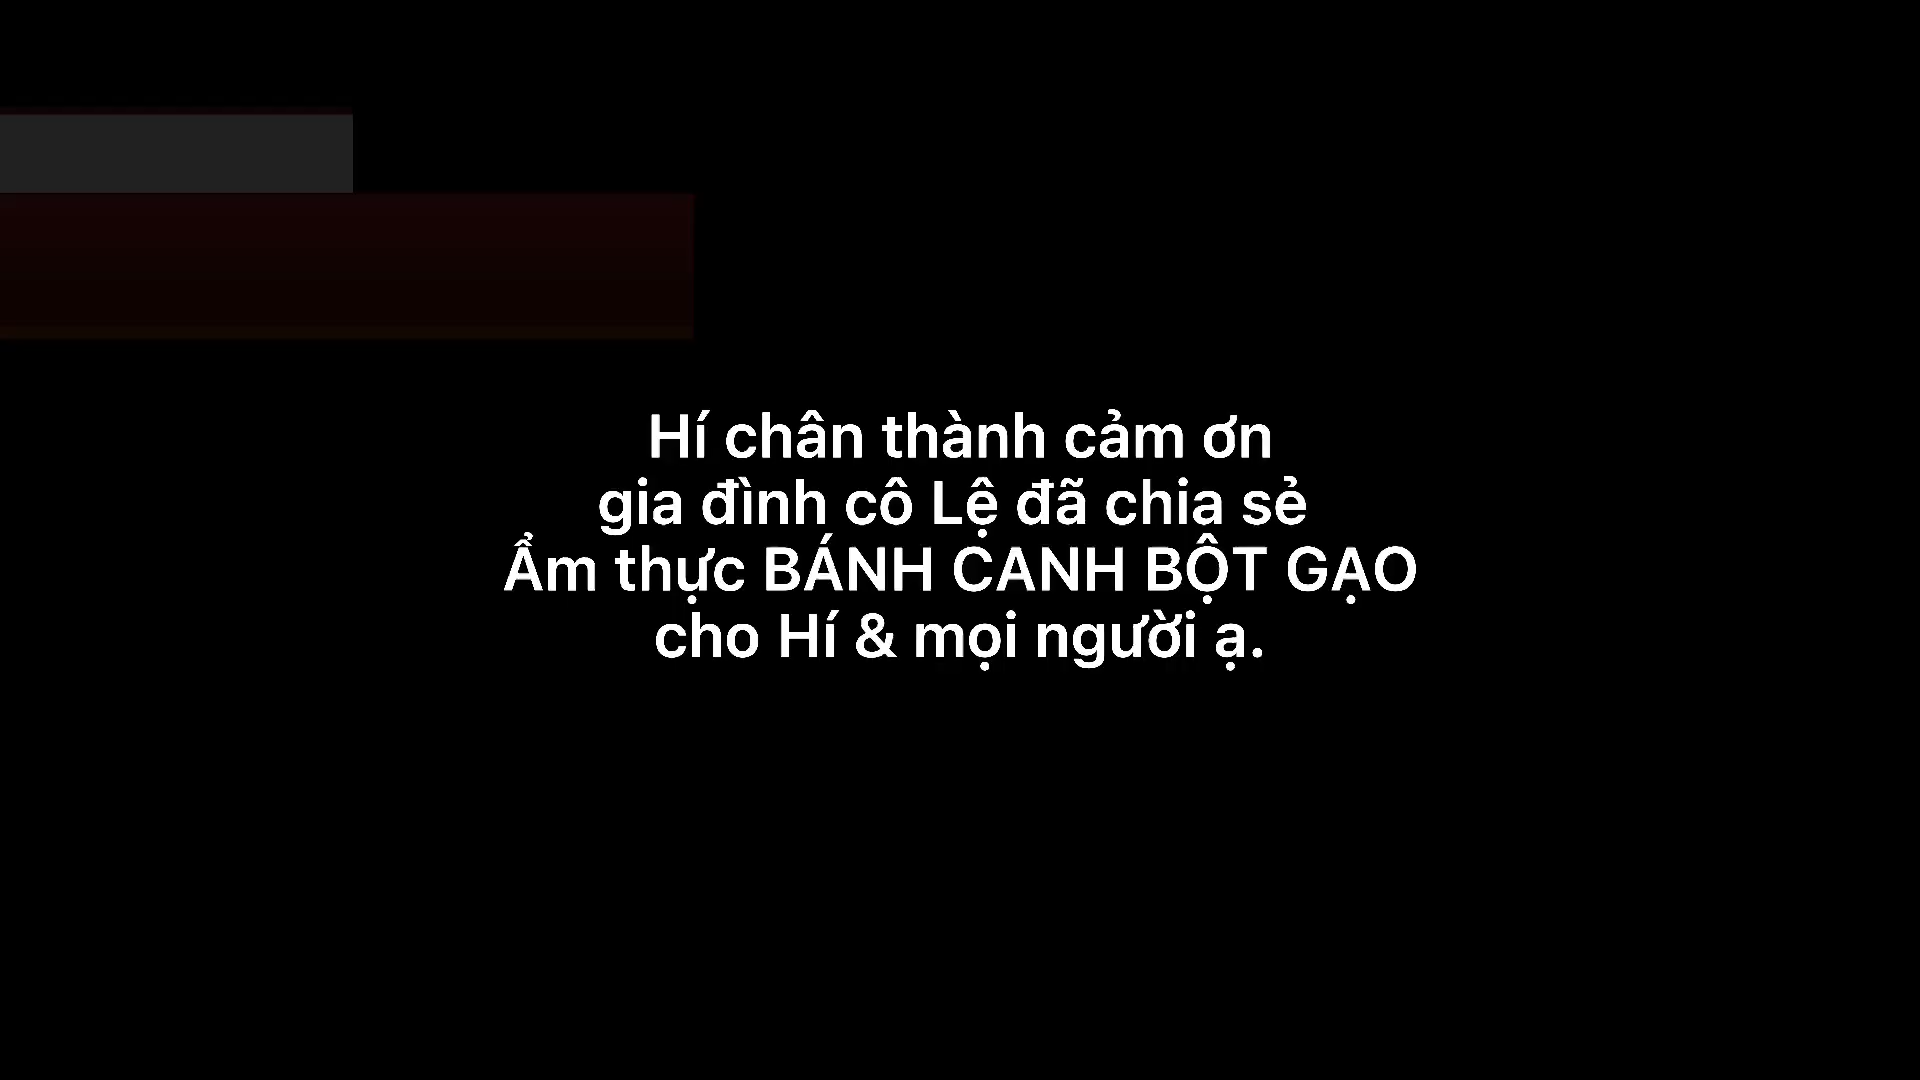 Hí chân thành cảm ơn
gia đình cô Lệ đã chia sẻ
Ẩm thực BÁNH CANH BỘT GẠO
cho Hí & mọi người ạ.